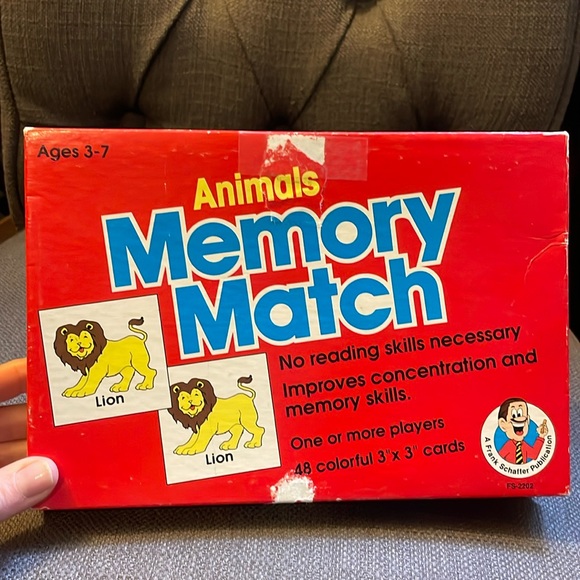 Ages 3-7
Animals
Memory
Match
Lion
Lion
No reading skills necessary
Improves concentration and
memory skills.
One or more players
48 colorful 3"x 3" cards
A Frank Schaffer Publication
FS-2202